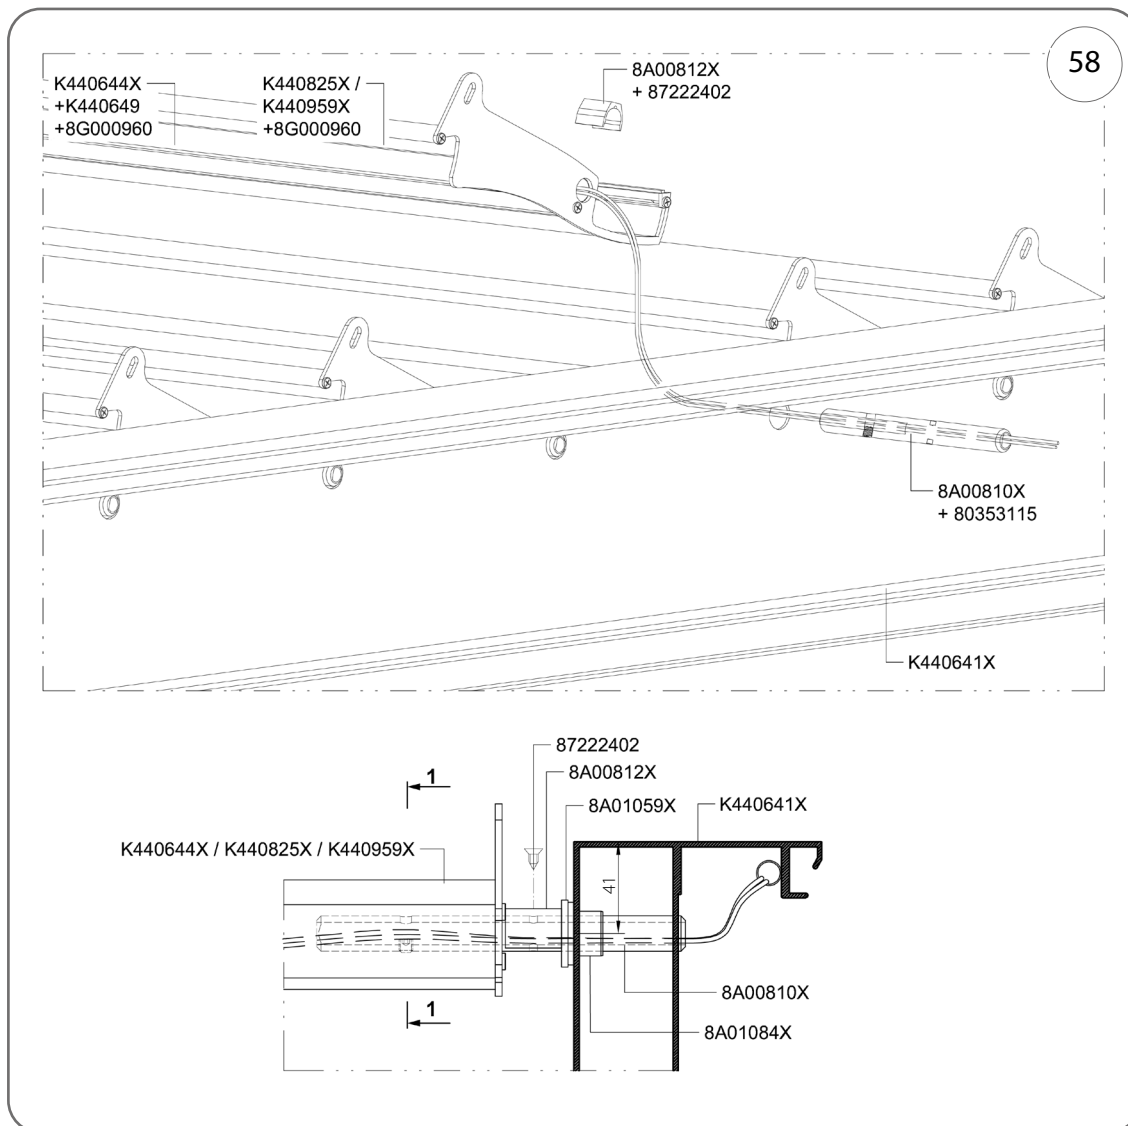 58
K440644X
+K440649
+8G000960
K440825X /
K440959X
+8G000960
8A00812X
+ 87222402
8A00810X
+ 80353115
K440641X
87222402
8A00812X
1
8A01059X
K440641X
K440644X / K440825X / K440959X
41
8A00810X
1
8A01084X